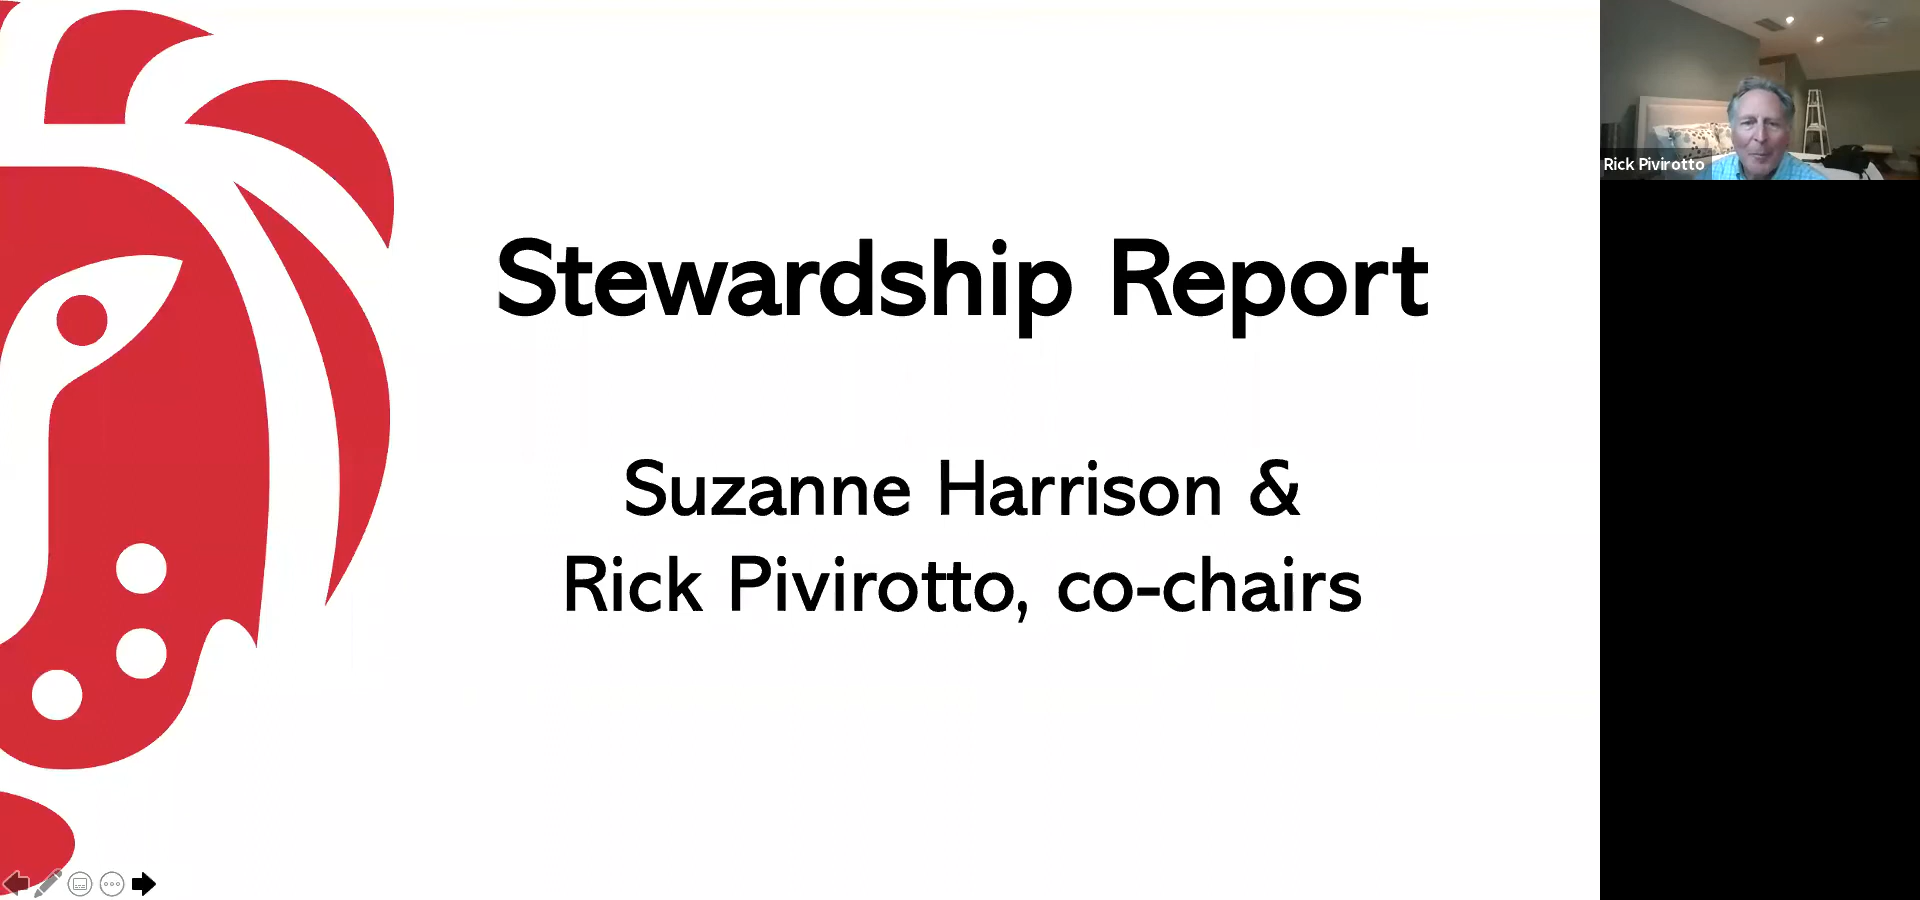 Stewardship Report
Suzanne Harrison &
Rick Pivirotto, co-chairs
Rick Pivirotto